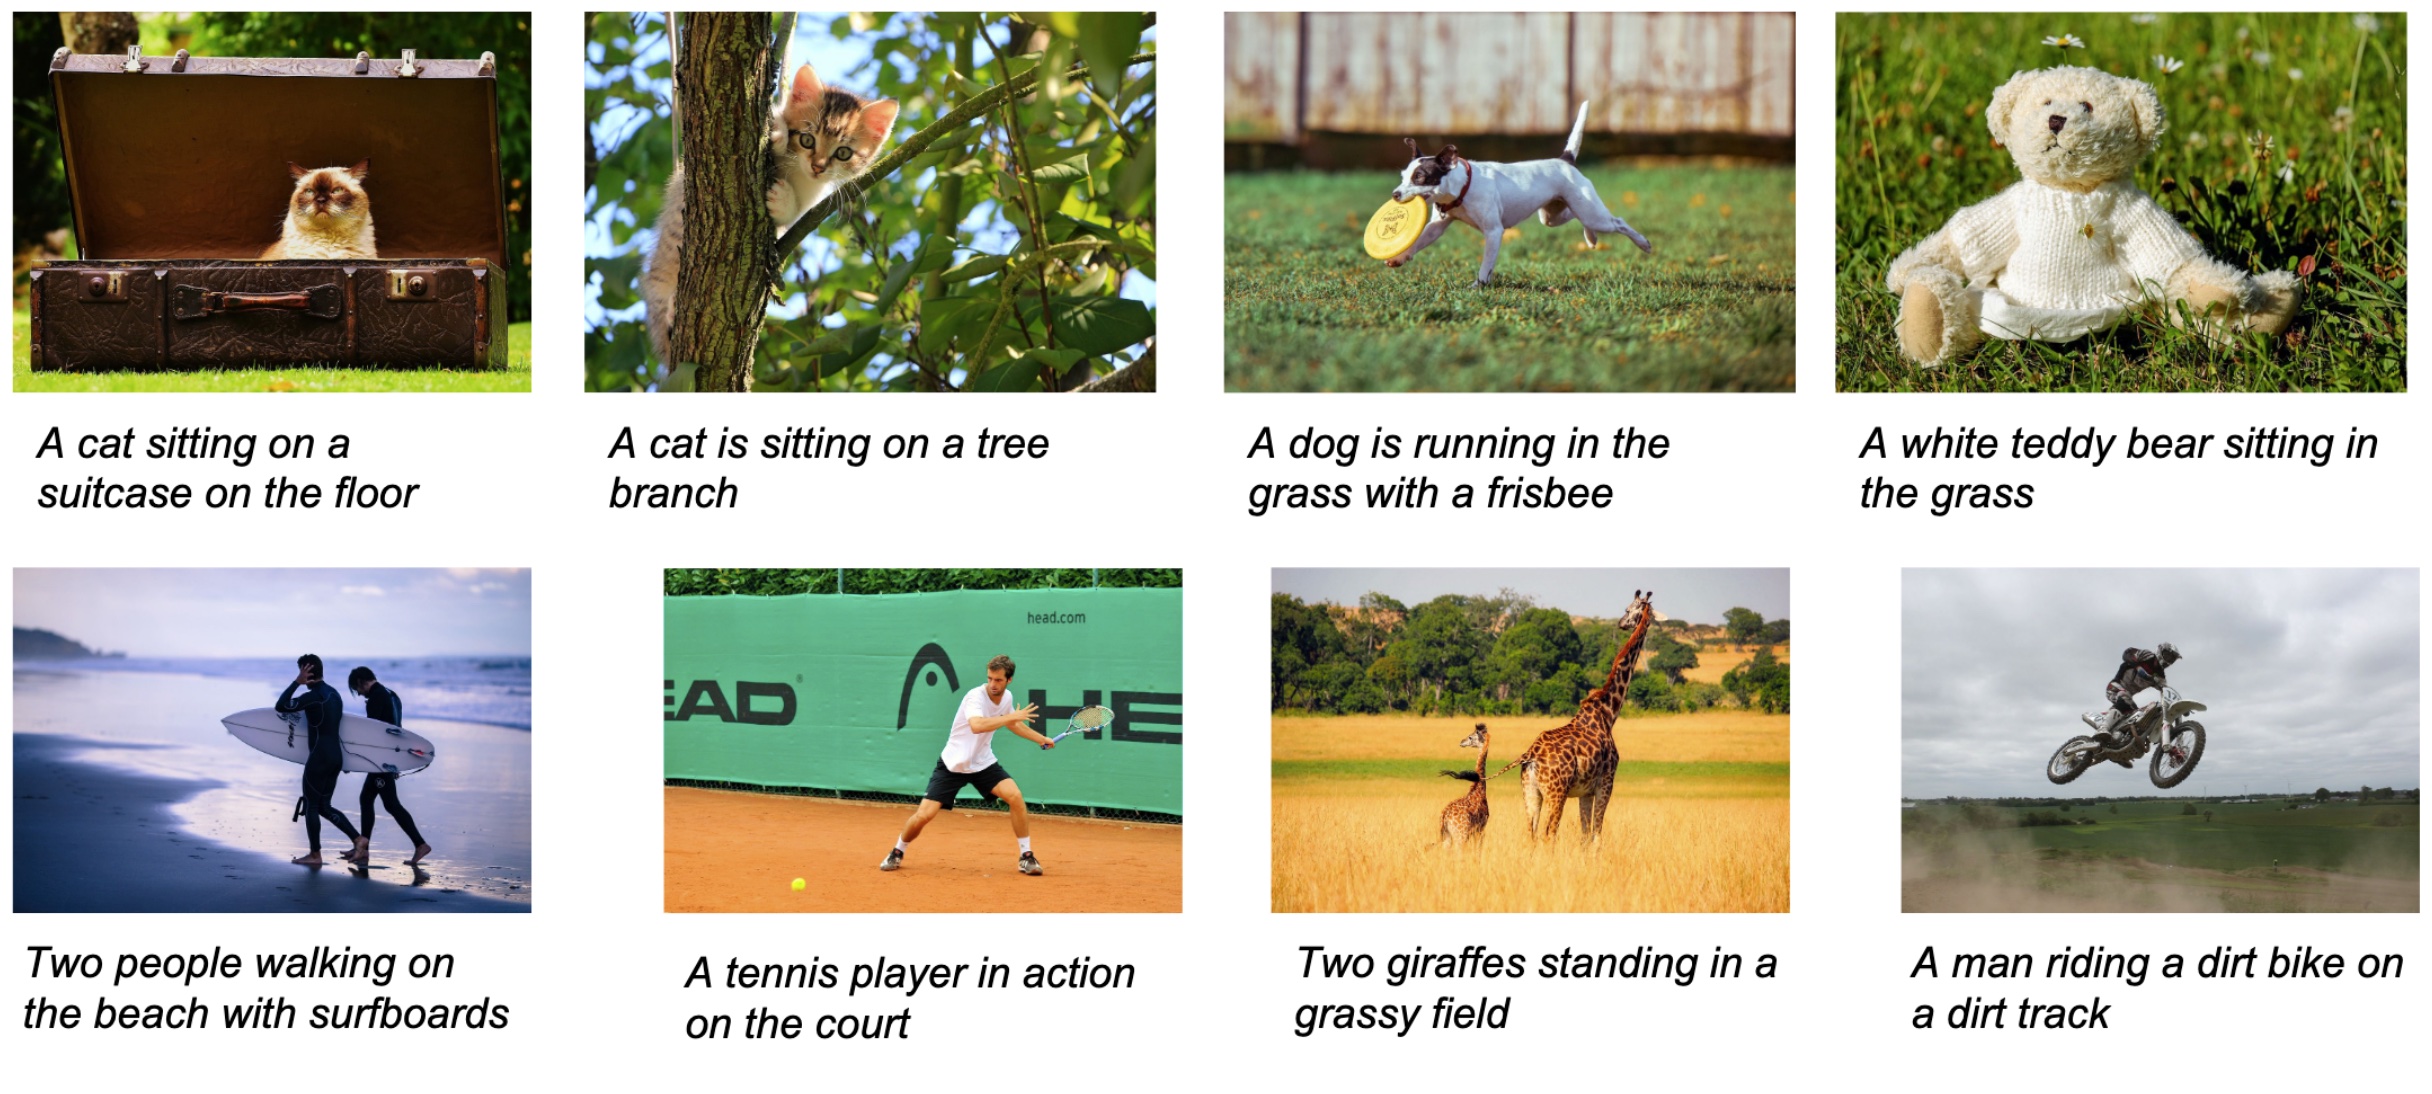 A cat sitting on a
suitcase on the floor
A cat is sitting on a tree
branch
A dog is running in the
grass with a frisbee
A white teddy bear sitting in
the grass
head.com
EAD
HE
Two people walking on
the beach with surfboards
A tennis player in action
on the court
Two giraffes standing in a
grassy field
A man riding a dirt bike on
a dirt track